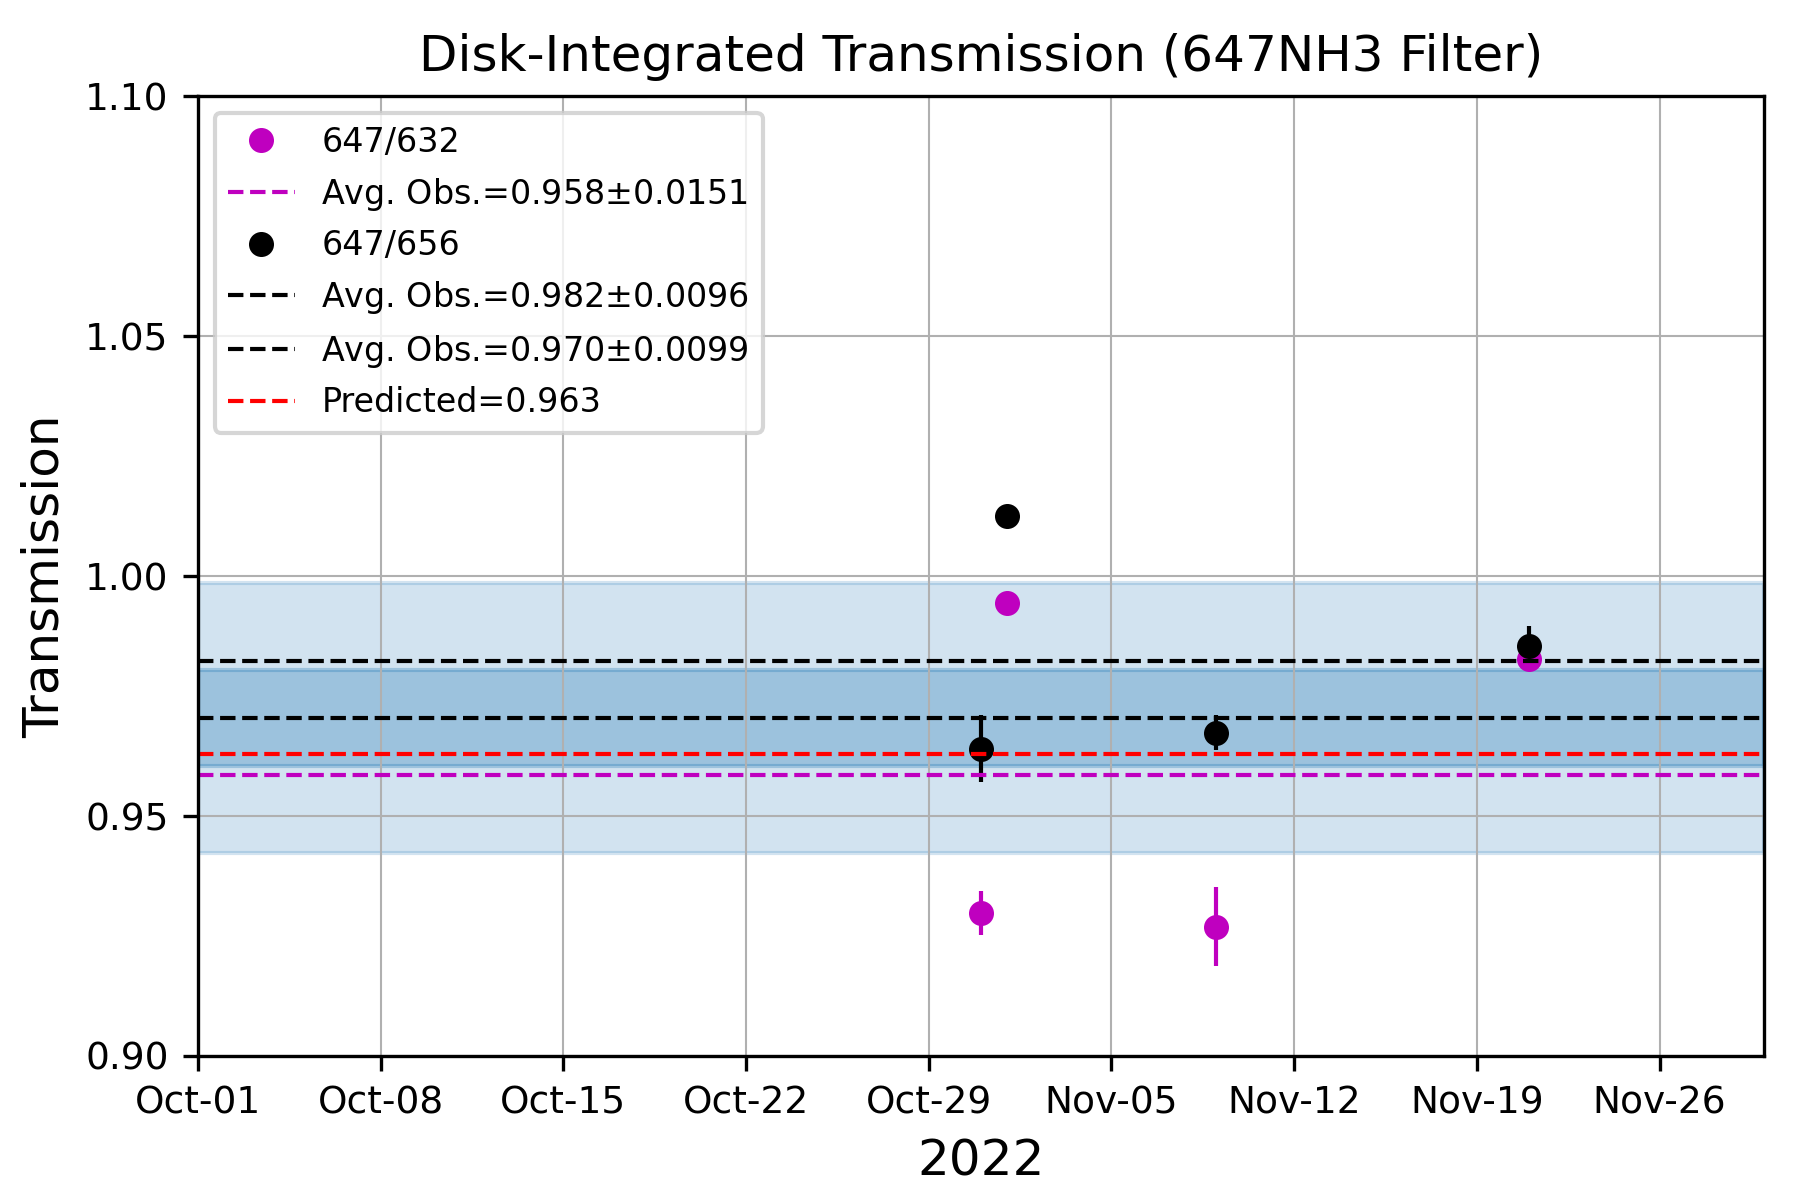 Disk-Integrated Transmission (647NH3 Filter)
1.10
1.05
1.00
0.95
0.90
Transmission
647/632
Avg. Obs.=0.958±0.0151
647/656
Avg. Obs.=0.982±0.0096
Avg. Obs.=0.970±0.0099
Predicted=0.963
Oct-01 Oct-08 Oct-15 Oct-22 Oct-29 Nov-05 Nov-12 Nov-19 Nov-26
2022